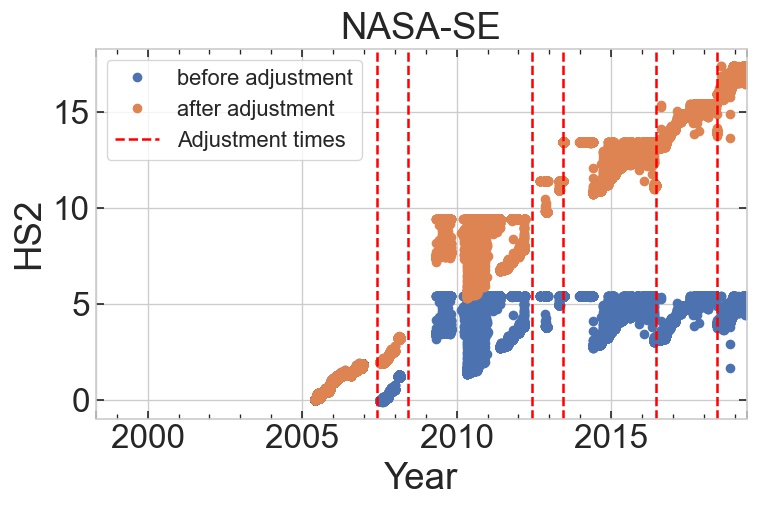 NASA-SE
before adjustment
after adjustment
Adjustment times
HS2
15
10
5
0
2000 2005 2010 2015
Year